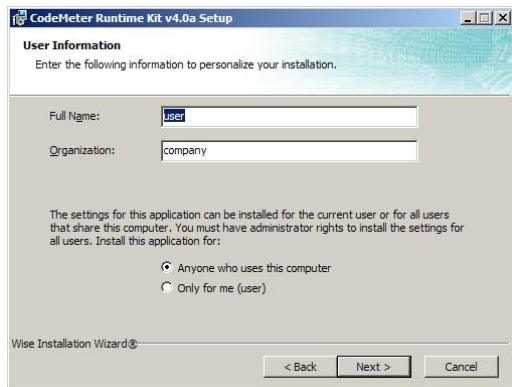 CodeMeter Runtime Kit v4.0a Setup
User Information
Enter the following information to personalize your installation.
Full Name:
user
Organization:
company
The settings for this application can be installed for the current user or for all users
that share this computer. You must have administrator rights to install the settings for
all users. Install this application for:
Anyone who uses this computer
Only for me (user)
Wise Installation Wizard®
< Back
Next >
Cancel